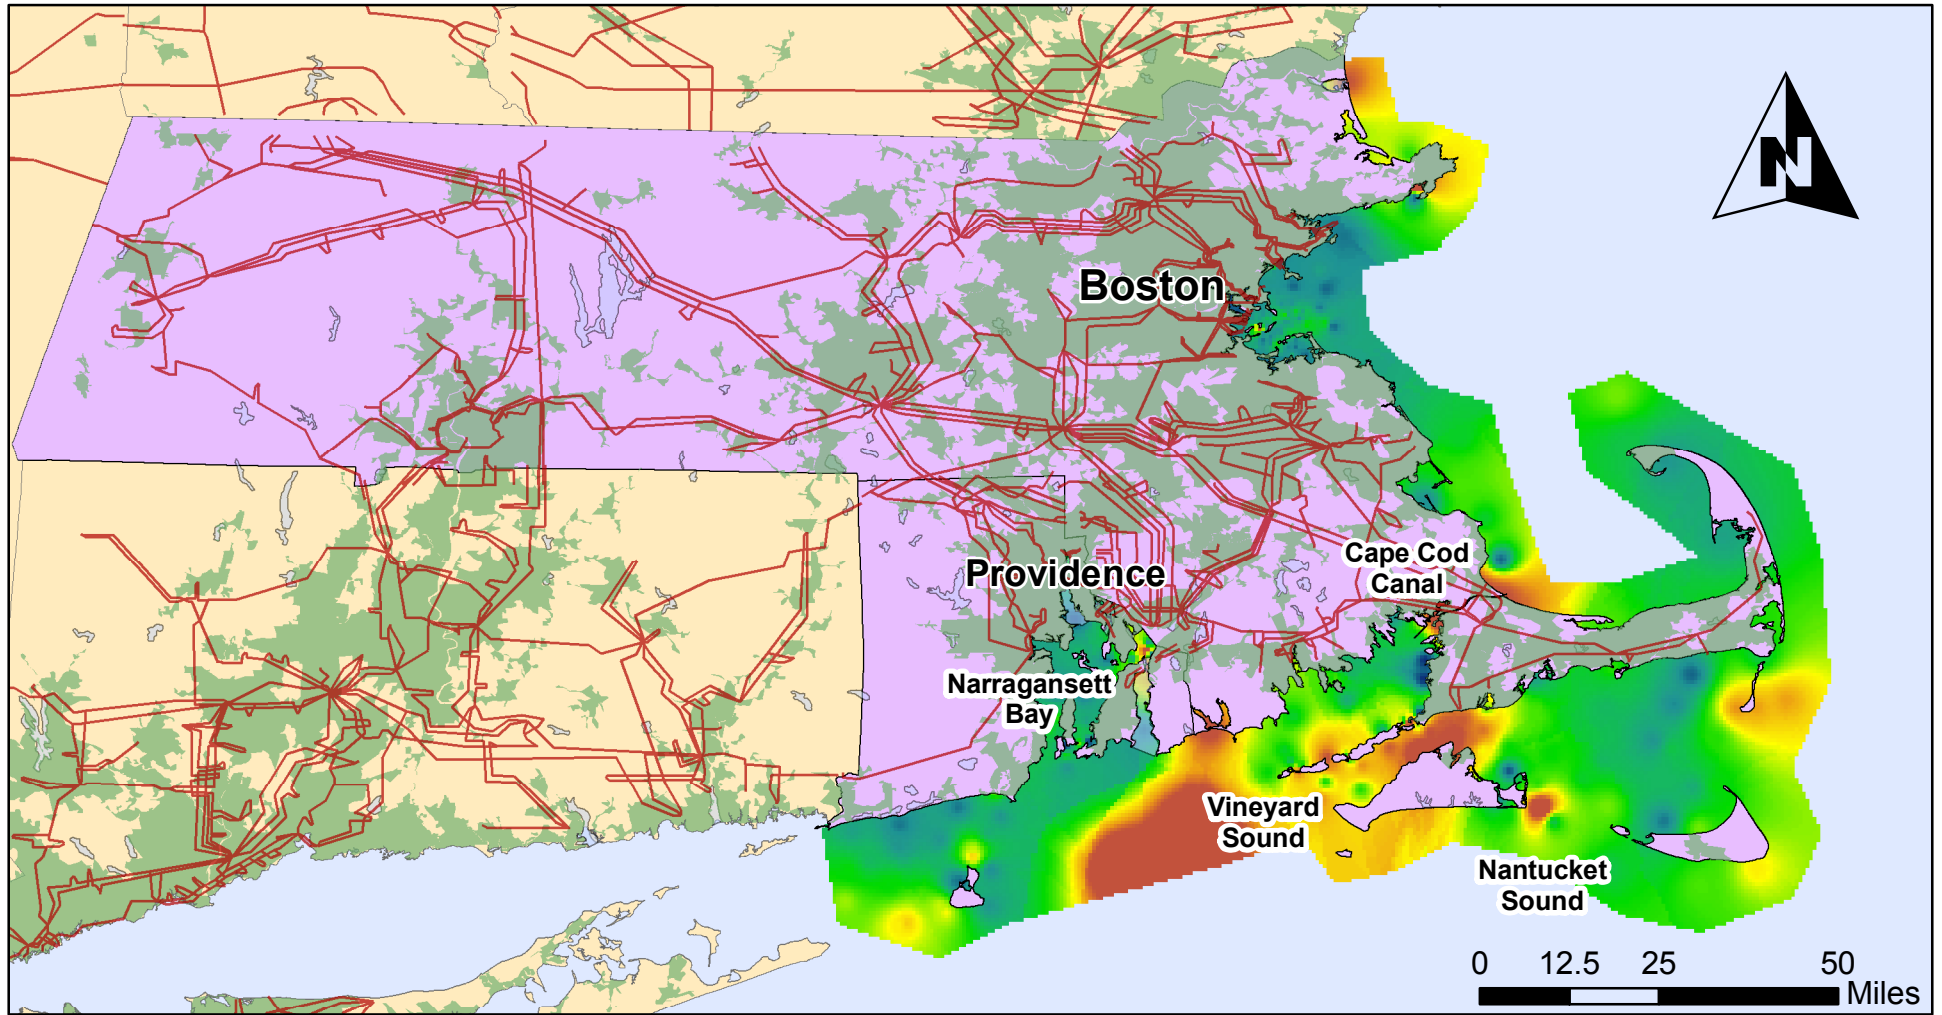 N
Boston
Cape Cod
Canal
Providence
Narragansett
Bay
Vineyard
Sound
Nantucket
Sound
0 12.5 25 50
Miles